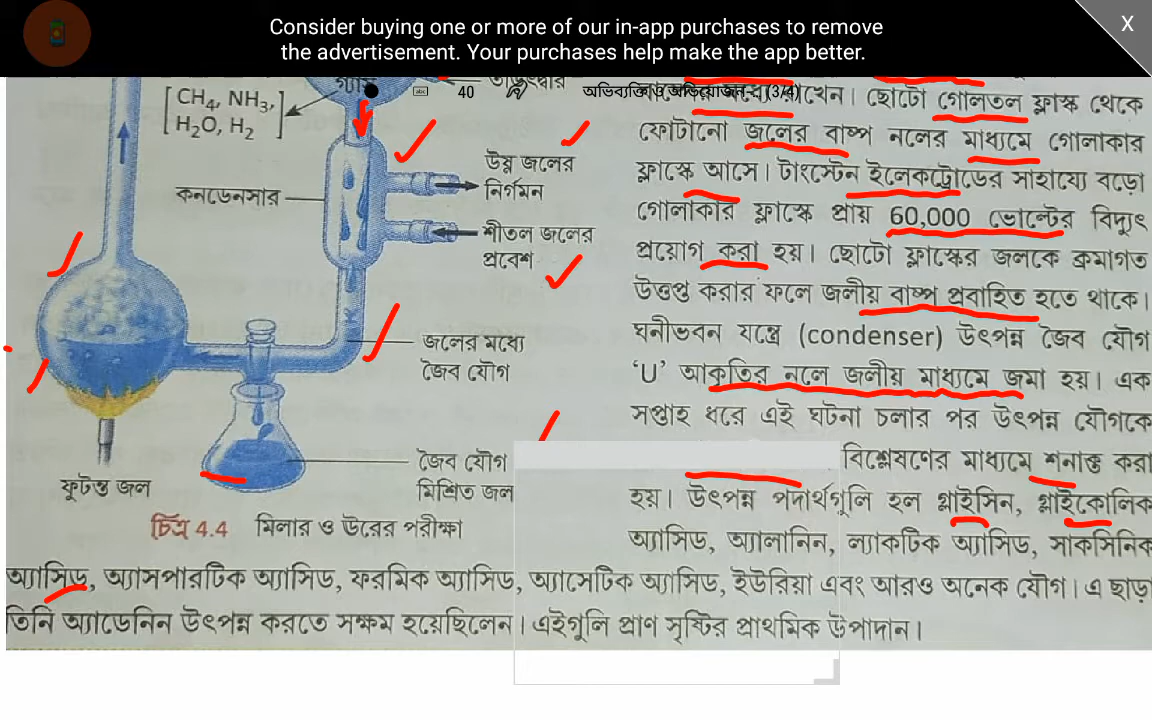 Consider buying one or more of our in-app purchases to remove
the advertisement. Your purchases help make the app better.
X
abc
40
অভিব্যক্তি ও অভিযোজন - (3/4)
গ্যাস
CH4, NH3,
H2O, H2
উষ্ণ জলের
নির্গমন
কনডেনসার
শীতল জলের
প্রবেশ
জলের মধ্যে
জৈব যৌগ
জৈব যৌগ
মিশ্রিত জল
ফুটন্ত জল
চিত্র 4.4 মিলার ও উরের পরীক্ষা
রাখেন। ছোটো গোলতল ফ্লাস্ক থেকে
ফোটানো জলের বাষ্প নলের মাধ্যমে গোলাকার
ফ্লাস্কে আসে। টাংস্টেন ইলেকট্রোডের সাহায্যে বড়ো
গোলাকার ফ্লাস্কে প্রায় 60,000 ভোল্টের বিদ্যুৎ
প্রয়োগ করা হয়। ছোটো ফ্লাস্কের জলকে ক্রমাগত
উত্তপ্ত করার ফলে জলীয় বাষ্প প্রবাহিত হতে থাকে।
ঘনীভবন যন্ত্রে (condenser) উৎপন্ন জৈব যৌগ
‘U’ আকৃতির নলে জলীয় মাধ্যমে জমা হয়। এক
সপ্তাহ ধরে এই ঘটনা চলার পর উৎপন্ন যৌগকে
বিশ্লেষণের মাধ্যমে শনাক্ত করা
হয়। উৎপন্ন পদার্থগুলি হল গ্লাইসিন, গ্লাইকোলিক
অ্যাসিড, অ্যালানিন, ল্যাকটিক অ্যাসিড, সাকসিনিক
অ্যাসিড, অ্যাসপারটিক অ্যাসিড, ফরমিক অ্যাসিড, অ্যাসেটিক অ্যাসিড, ইউরিয়া এবং আরও অনেক যৌগ। এ ছাড়া
তিনি অ্যাডেনিন উৎপন্ন করতে সক্ষম হয়েছিলেন। এইগুলি প্রাণ সৃষ্টির প্রাথমিক উপাদান।